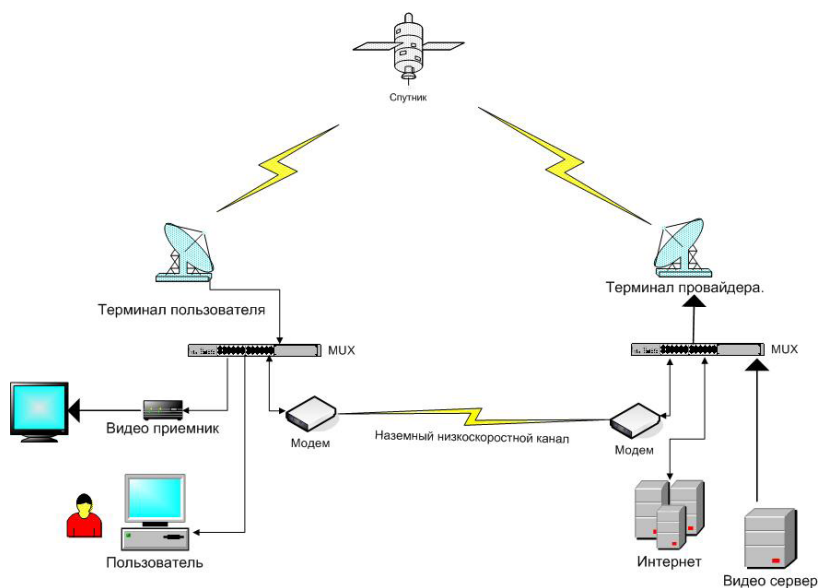 Спутник
Терминал пользователя
Терминал провайдера.
MUX
MUX
Видео приемник
Модем
Наземный низкоскоростной канал
Модем
Пользователь
Интернет
Видео сервер